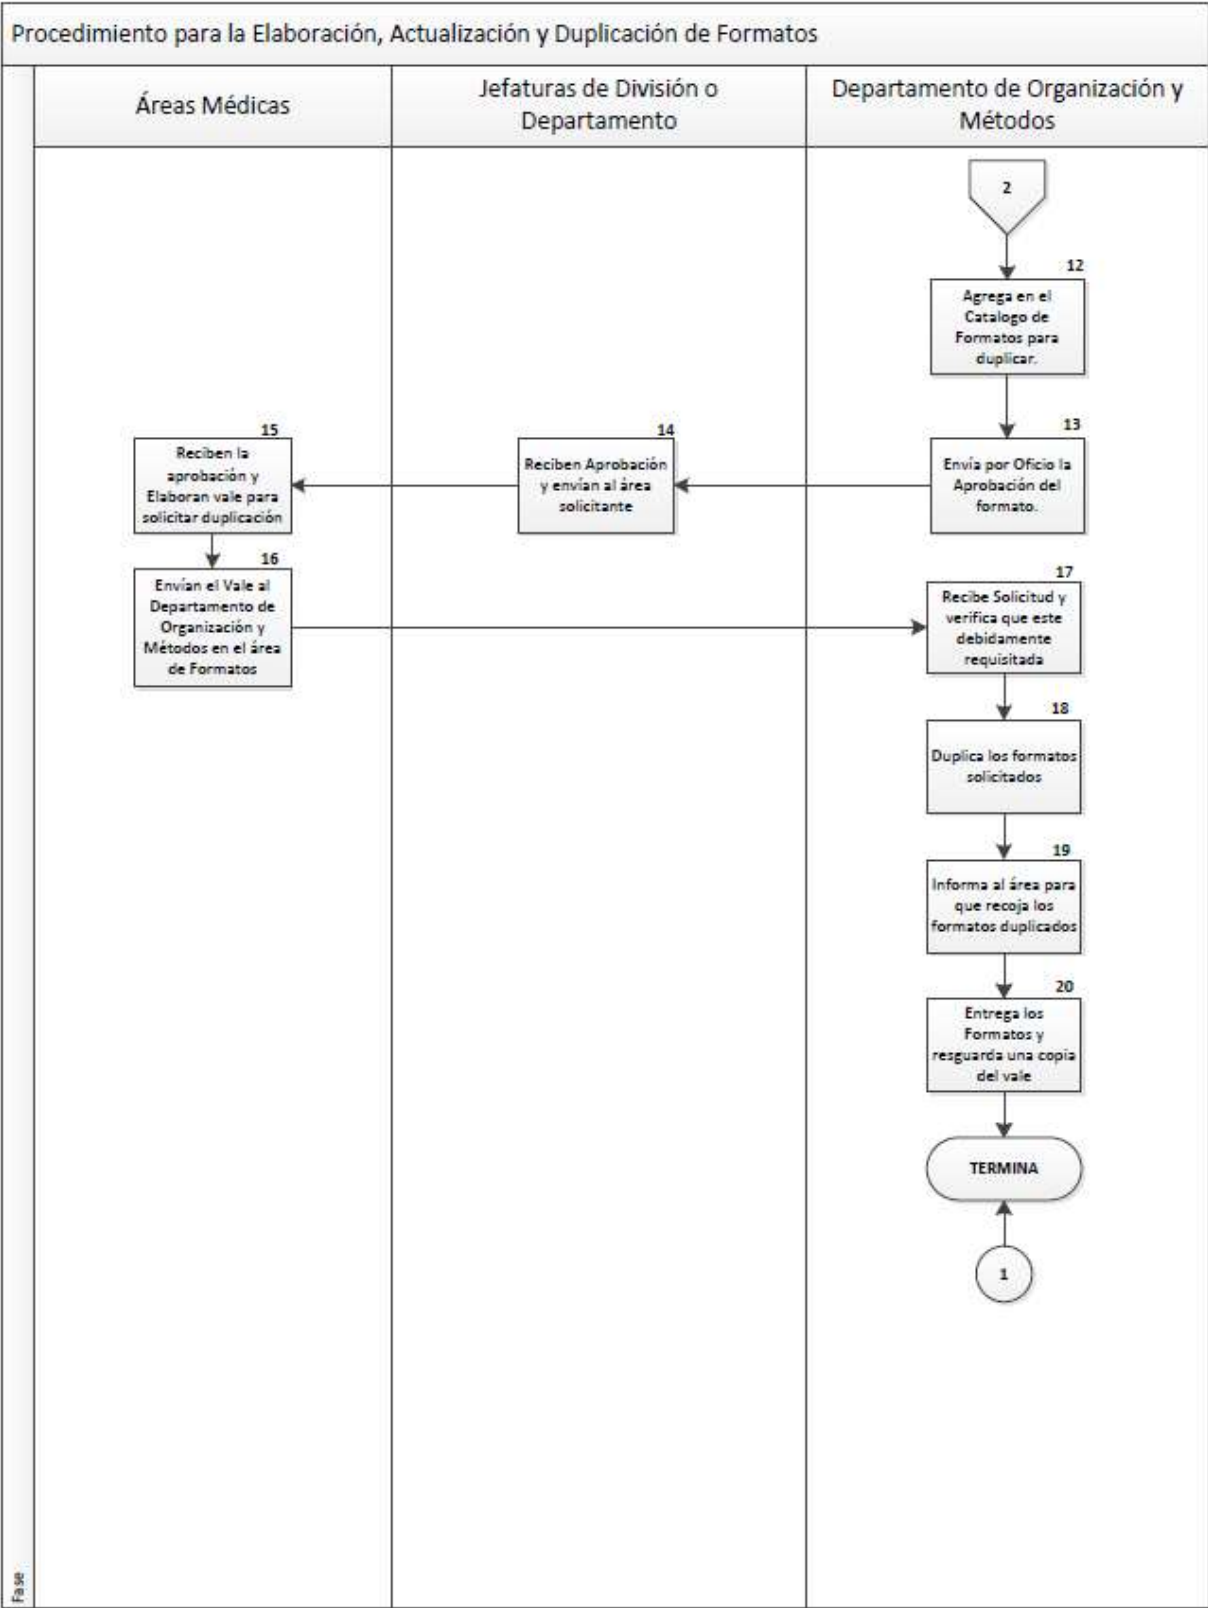 Procedimiento para la Elaboración, Actualización y Duplicación de Formatos
Áreas Médicas
Jefaturas de División o
Departamento
Departamento de Organización y
Métodos
2
12
Agrega en el
Catalogo de
Formatos para
duplicar.
13
Envía por Oficio la
Aprobación del
formato.
14
Reciben Aprobación
y envían al área
solicitante
15
Reciben la
aprobación y
Elaboran vale para
solicitar duplicación
16
Envían el Vale al
Departamento de
Organización y
Métodos en el área
de Formatos
17
Recibe Solicitud y
verifica que este
debidamente
requisitada
18
Duplica los formatos
solicitados
19
Informa al área para
que recoja los
formatos duplicados
20
Entrega los
Formatos y
resguarda una copia
del vale
TERMINA
1
Fase